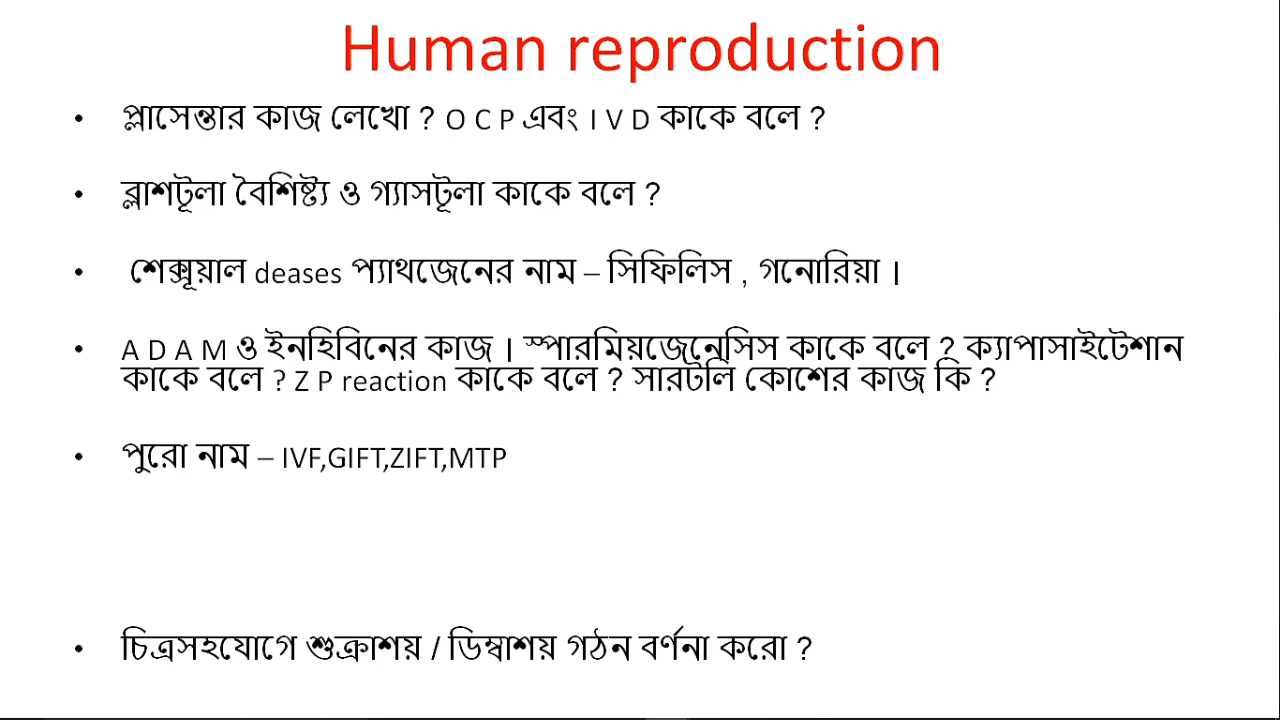 Human reproduction
• প্লাসেন্তার কাজ লেখো ? O C P এবং I V D কাকে বলে ?
• ব্লাশটূলা বৈশিষ্ট্য ও গ্যাসটূলা কাকে বলে ?
• শেক্সূয়াল deases প্যাথজেনের নাম – সিফিলিস , গনোরিয়া ।
• A D A M ও ইনহিবিনের কাজ । স্পারমিয়জেনেসিস কাকে বলে ? ক্যাপাসাইটেশান
কাকে বলে ? Z P reaction কাকে বলে ? সারটলি কোশের কাজ কি ?
• পুরো নাম – IVF,GIFT,ZIFT,MTP
• চিত্রসহযোগে শুক্রাশয় / ডিম্বাশয় গঠন বর্ণনা করো ?